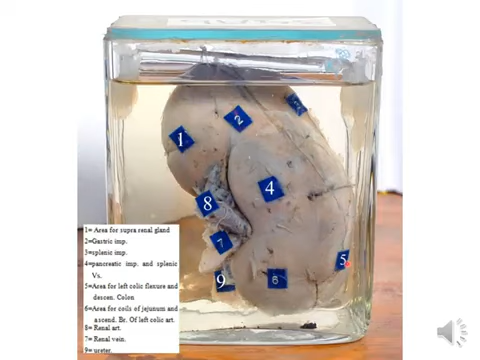 1
2
4
8
7
9
6
5
1= Area for supra renal gland
2=Gastric imp.
3=splenic imp.
4=pancreatic imp. and splenic
Vs.
5=Area for left colic flexure and
descen. Colon
6=Area for coils of jejunum and
ascend. Br. Of left colic art.
8= Renal art.
7= Renal vein.
9= ureter.